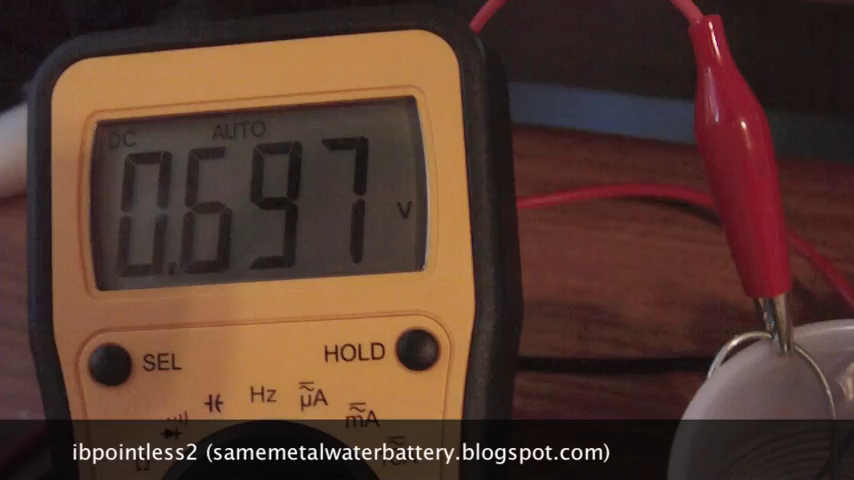 DC AUTO
0.697 V
SEL HOLD
Hz
μA
mA
Ω
ibpointless2 (samemetalwaterbattery.blogspot.com)